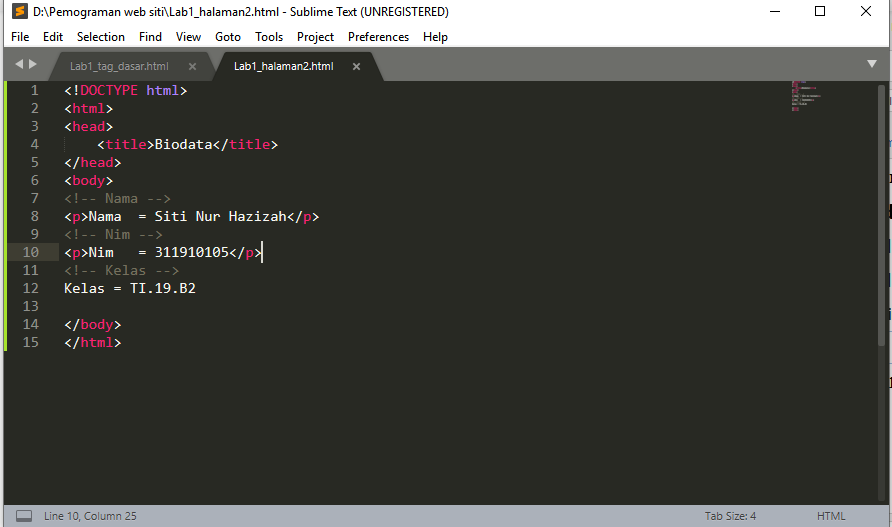 D:\Pemograman web siti\Lab1_halaman2.html - Sublime Text (UNREGISTERED)
File Edit Selection Find View Goto Tools Project Preferences Help
Lab1_tag_dasar.html × Lab1_halaman2.html ×
1 <!DOCTYPE html>
2 <html>
3 <head>
4     <title>Biodata</title>
5 </head>
6 <body>
7 <!-- Nama -->
8 <p>Nama  = Siti Nur Hazizah</p>
9 <!-- Nim -->
10 <p>Nim   = 311910105</p>
11 <!-- Kelas -->
12 Kelas = TI.19.B2
13
14 </body>
15 </html>
Line 10, Column 25 Tab Size: 4 HTML